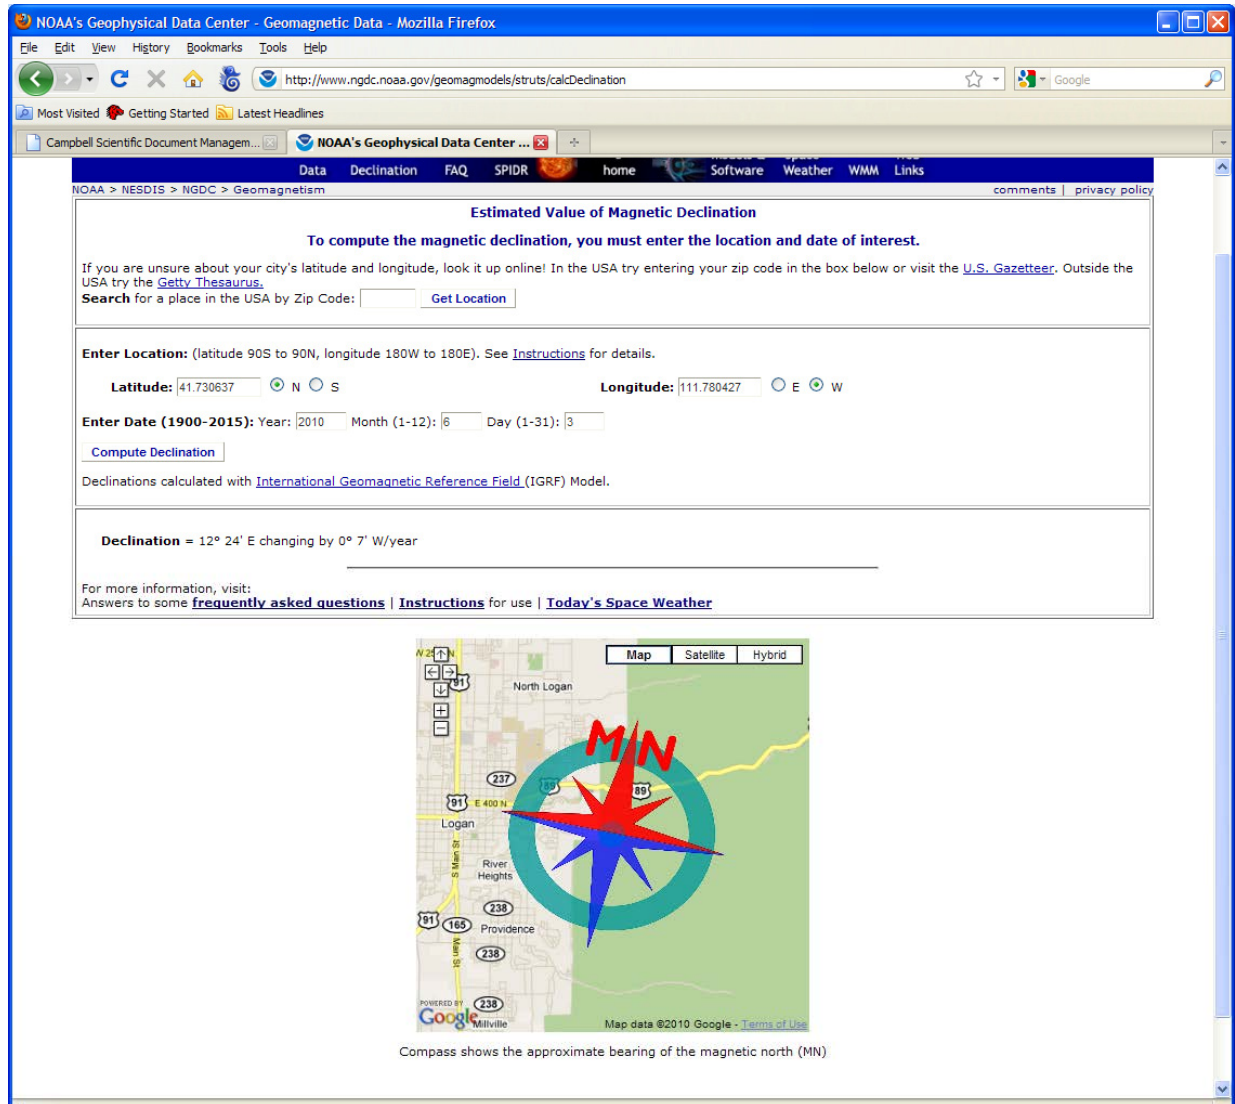 NOAA's Geophysical Data Center - Geomagnetic Data - Mozilla Firefox
File Edit View History Bookmarks Tools Help
http://www.ngdc.noaa.gov/geomagmodels/struts/calcDeclination
Google
Most Visited Getting Started Latest Headlines
Campbell Scientific Document Managem...
NOAA's Geophysical Data Center ...
Data Declination FAQ SPIDR home Software Weather WMM Links
NOAA > NESDIS > NGDC > Geomagnetism comments | privacy policy
Estimated Value of Magnetic Declination
To compute the magnetic declination, you must enter the location and date of interest.
If you are unsure about your city's latitude and longitude, look it up online! In the USA try entering your zip code in the box below or visit the U.S. Gazetteer. Outside the
USA try the Getty Thesaurus.
Search for a place in the USA by Zip Code: Get Location
Enter Location: (latitude 90S to 90N, longitude 180W to 180E). See Instructions for details.
Latitude: 41.730637 N S Longitude: 111.780427 E W
Enter Date (1900-2015): Year: 2010 Month (1-12): 6 Day (1-31): 3
Compute Declination
Declinations calculated with International Geomagnetic Reference Field (IGRF) Model.
Declination = 12° 24' E changing by 0° 7' W/year
For more information, visit:
Answers to some frequently asked questions | Instructions for use | Today's Space Weather
Map Satellite Hybrid
91
North Logan
MN
237
89
89
91 E 400 N
Logan
S Main St
River
Heights
238
91 165 Providence
Main St
238
POWERED BY
Google
238
Millville
Map data ©2010 Google - Terms of Use
Compass shows the approximate bearing of the magnetic north (MN)